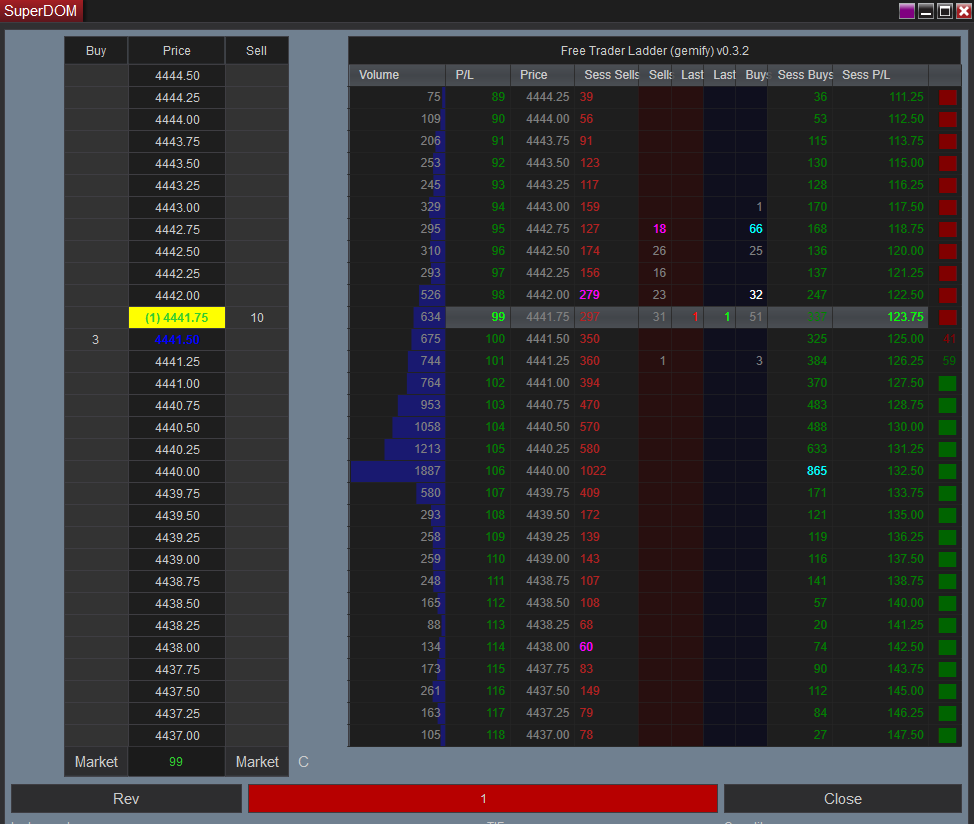 SuperDOM
Buy Price Sell
Free Trader Ladder (gemify) v0.3.2
Volume P/L Price Sess Sells Sells Last Last Buys Sess Buys Sess P/L
4444.50
4444.25 75 89 4444.25 39 36 111.25
4444.00 109 90 4444.00 56 53 112.50
4443.75 206 91 4443.75 91 115 113.75
4443.50 253 92 4443.50 123 130 115.00
4443.25 245 93 4443.25 117 128 116.25
4443.00 329 94 4443.00 159 1 170 117.50
4442.75 295 95 4442.75 127 18 66 168 118.75
4442.50 310 96 4442.50 174 26 25 136 120.00
4442.25 293 97 4442.25 156 16 137 121.25
4442.00 526 98 4442.00 279 23 32 247 122.50
(1) 4441.75 10 634 99 4441.75 297 31 1 1 51 337 123.75
3 4441.50 675 100 4441.50 350 325 125.00 41
4441.25 744 101 4441.25 360 1 3 384 126.25 59
4441.00 764 102 4441.00 394 370 127.50
4440.75 953 103 4440.75 470 483 128.75
4440.50 1058 104 4440.50 570 488 130.00
4440.25 1213 105 4440.25 580 633 131.25
4440.00 1887 106 4440.00 1022 865 132.50
4439.75 580 107 4439.75 409 171 133.75
4439.50 293 108 4439.50 172 121 135.00
4439.25 258 109 4439.25 139 119 136.25
4439.00 259 110 4439.00 143 116 137.50
4438.75 248 111 4438.75 107 141 138.75
4438.50 165 112 4438.50 108 57 140.00
4438.25 88 113 4438.25 68 20 141.25
4438.00 134 114 4438.00 60 74 142.50
4437.75 173 115 4437.75 83 90 143.75
4437.50 261 116 4437.50 149 112 145.00
4437.25 163 117 4437.25 79 84 146.25
4437.00 105 118 4437.00 78 27 147.50
Market 99 Market C
Rev 1 Close